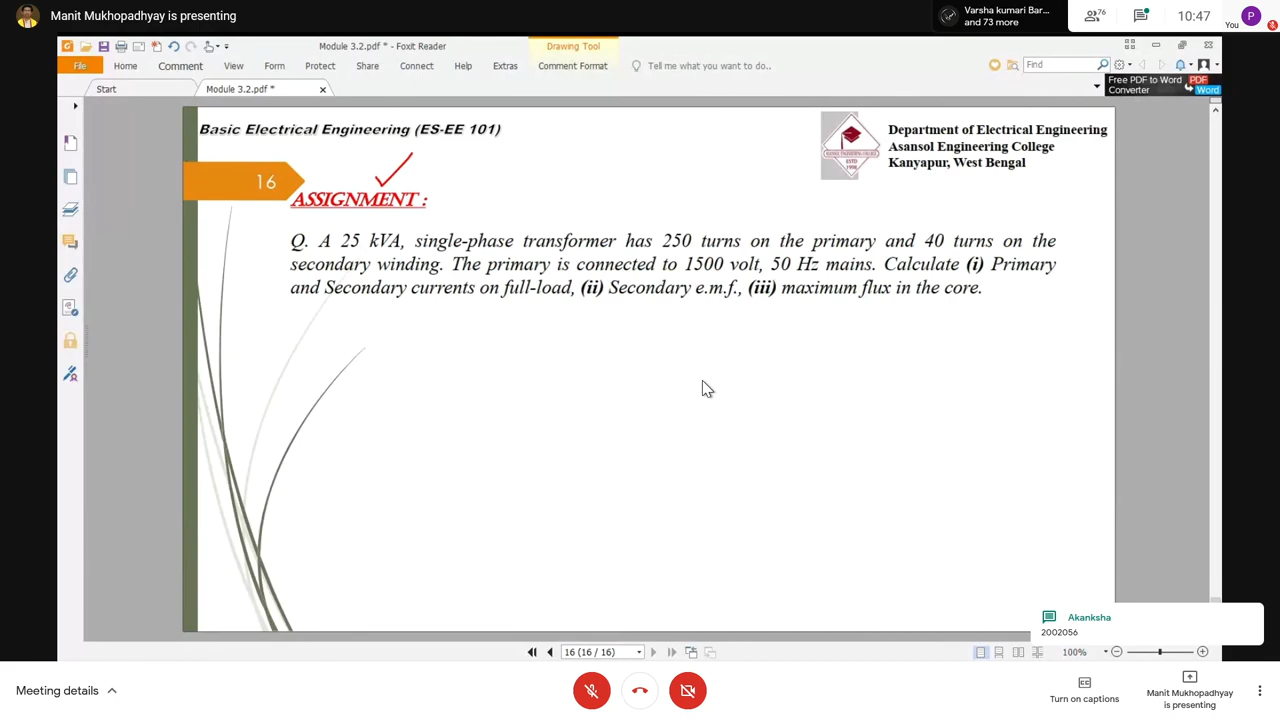 Manit Mukhopadhyay is presenting
Varsha kumari Bar...
and 73 more
76
10:47
P
You
Module 3.2.pdf * - Foxit Reader
Drawing Tool
File
Home
Comment
View
Form
Protect
Share
Connect
Help
Extras
Comment Format
Tell me what you want to do..
Find
Start
Module 3.2.pdf *
Free PDF to Word
Converter
PDF
Word
Basic Electrical Engineering (ES-EE 101)
Department of Electrical Engineering
Asansol Engineering College
Kanyapur, West Bengal
16
ASSIGNMENT :
Q. A 25 kVA, single-phase transformer has 250 turns on the primary and 40 turns on the
secondary winding. The primary is connected to 1500 volt, 50 Hz mains. Calculate (i) Primary
and Secondary currents on full-load, (ii) Secondary e.m.f., (iii) maximum flux in the core.
Akanksha
2002056
16 (16 / 16)
100%
Meeting details
Turn on captions
Manit Mukhopadhyay
is presenting